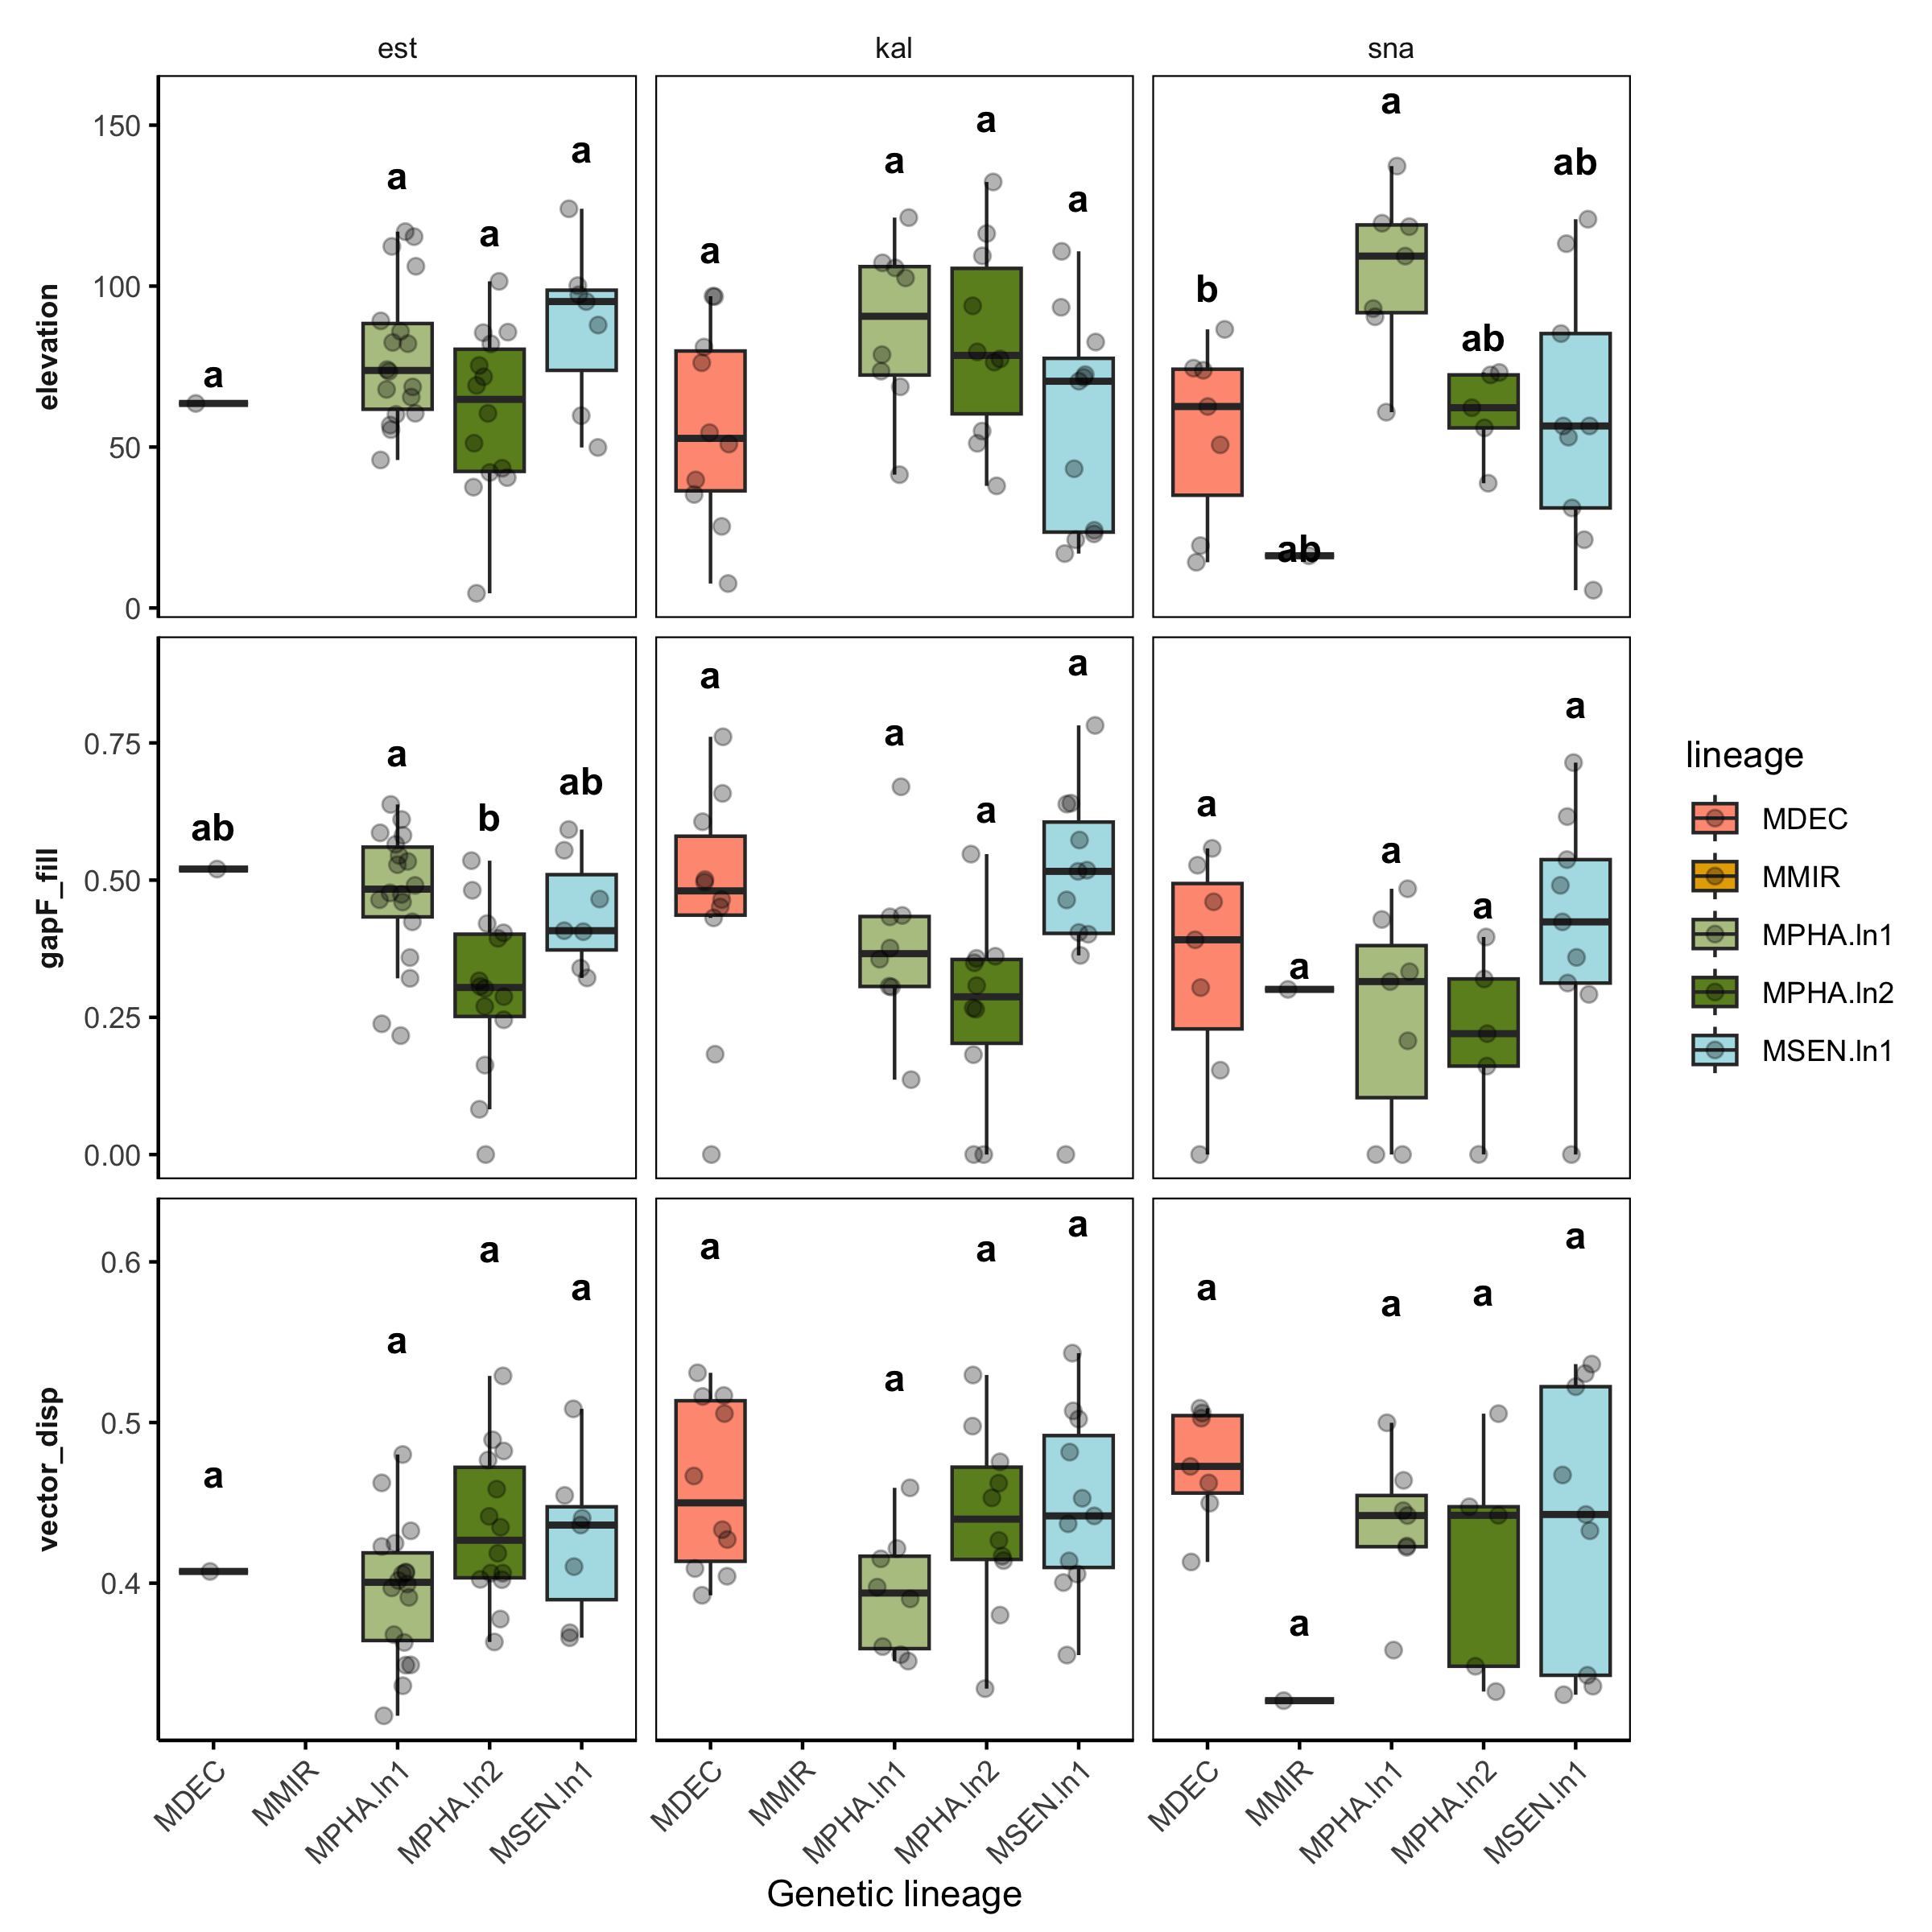 est kal sna
elevation
150
100
50
0
a a a a
a a a a
b ab a ab ab
gapF_fill
0.75
0.50
0.25
0.00
ab a b ab
a a a a
a a a a a
vector_disp
0.6
0.5
0.4
a a a a
a a a a
a a a a a
MDEC MMIR MPHA.ln1 MPHA.ln2 MSEN.ln1
MDEC MMIR MPHA.ln1 MPHA.ln2 MSEN.ln1
MDEC MMIR MPHA.ln1 MPHA.ln2 MSEN.ln1
Genetic lineage
lineage
MDEC
MMIR
MPHA.ln1
MPHA.ln2
MSEN.ln1